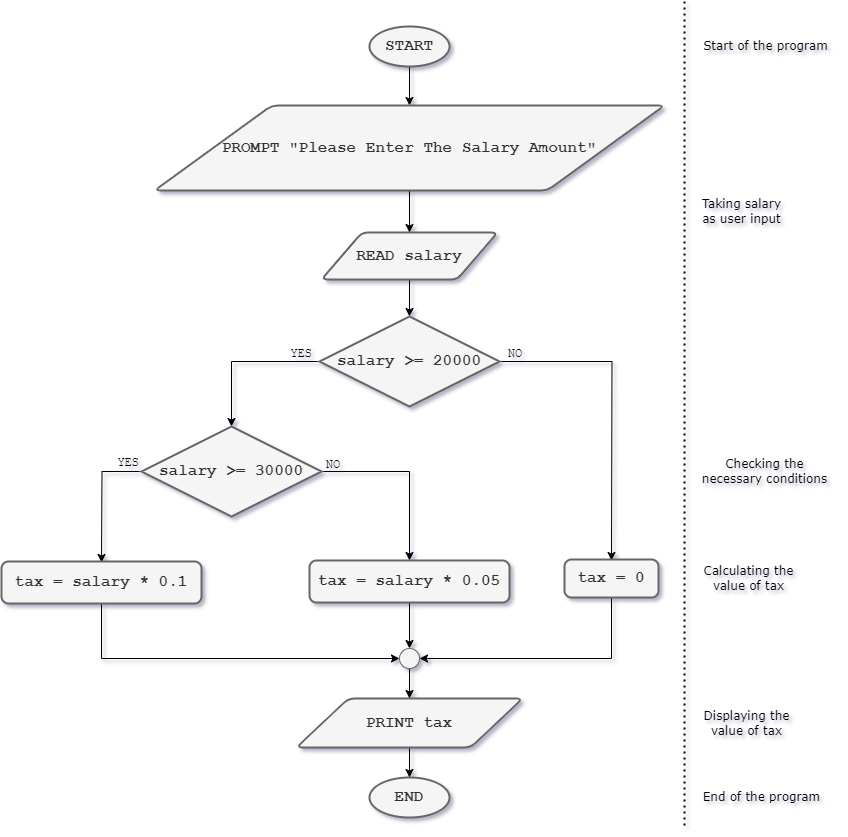 START
Start of the program
PROMPT "Please Enter The Salary Amount"
Taking salary
as user input
READ salary
salary >= 20000
YES
NO
salary >= 30000
YES
NO
Checking the
necessary conditions
tax = salary * 0.1
tax = salary * 0.05
tax = 0
Calculating the
value of tax
PRINT tax
Displaying the
value of tax
END
End of the program